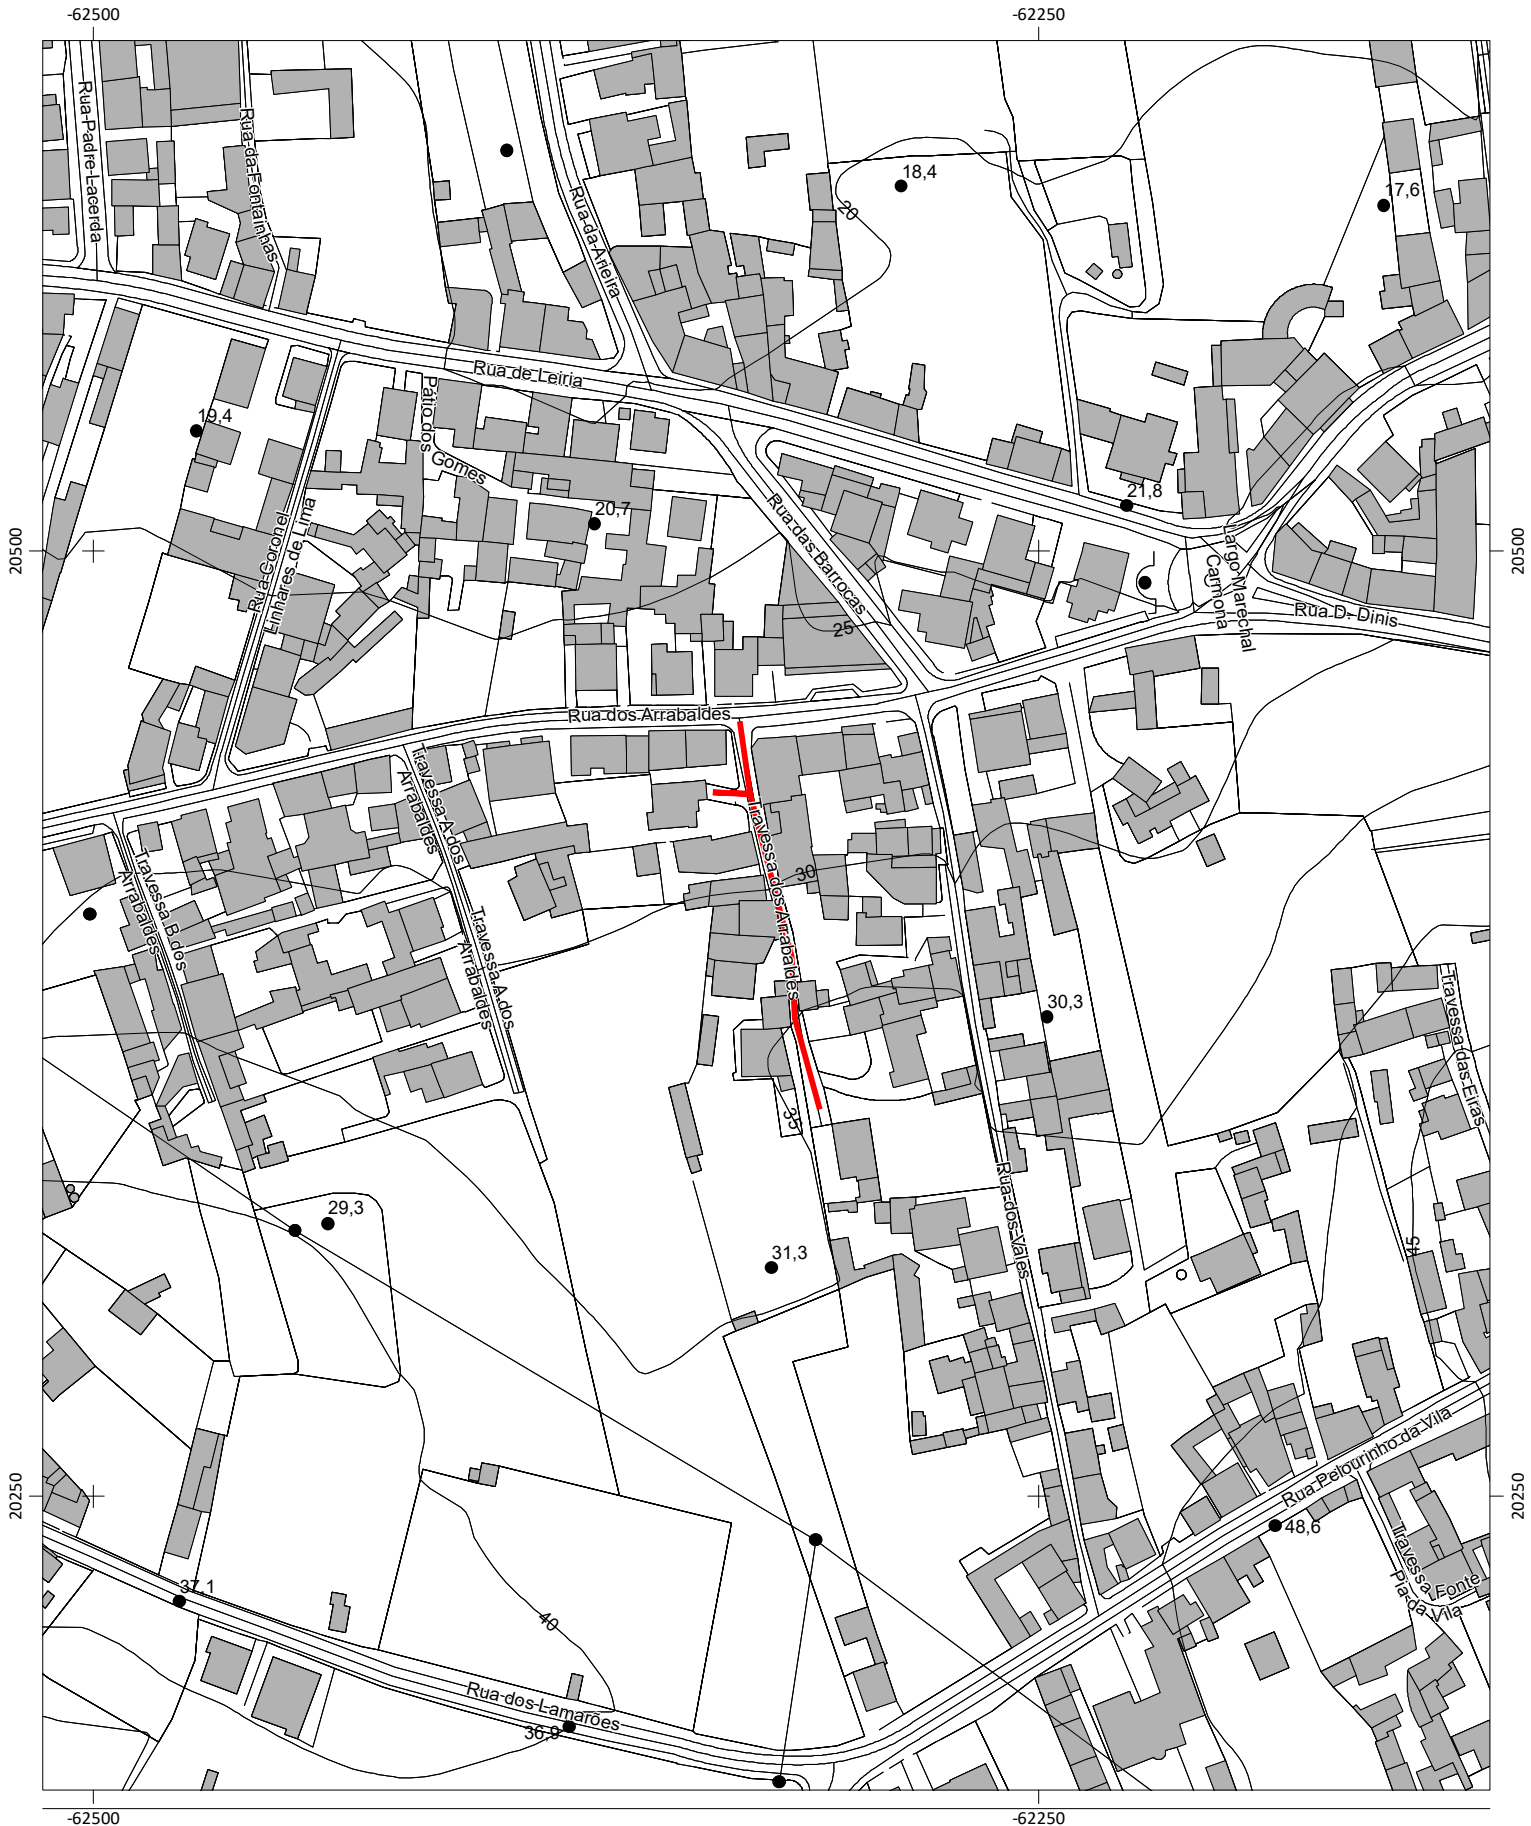 -62500
-62250
Rua Padre Lacerda
Rua da Fontainhas
Rua da Arieira
18,4
17,6
20
Rua de Leiria
Pátio dos
Gomes
19,4
20,7
21,8
20500
20500
Rua Coronel
Linhares de Lima
Rua das Barrocas
Largo Marechal
Carmona
Rua D. Dinis
25
Rua dos Arrabaldes
Travessa A dos
Arrabaldes
Travessa B dos
Arrabaldes
Travessa dos Arrabaldes
30
Travessa A dos
Arrabaldes
30,3
Travessa das Eiras
35
29,3
31,3
Rua dos Vales
45
Rua Pelourinho da Vila
20250
20250
48,6
Travessa Fonte
Pia da Vila
37,1
40
Rua dos Lamarões
36,9
-62500
-62250